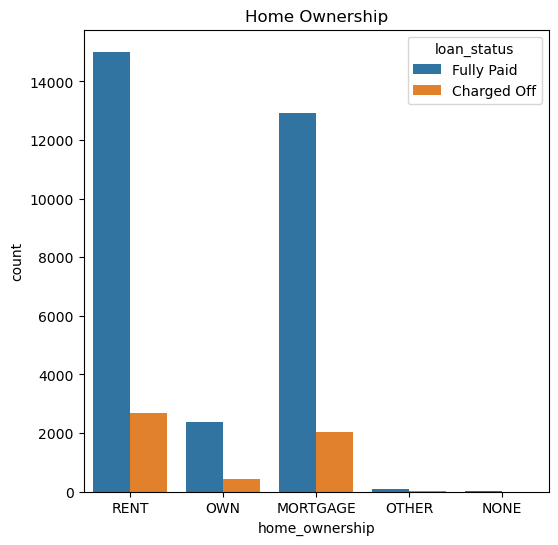 Home Ownership
loan_status
Fully Paid
Charged Off
14000
12000
10000
8000
6000
4000
2000
0
count
RENT
OWN
MORTGAGE
OTHER
NONE
home_ownership